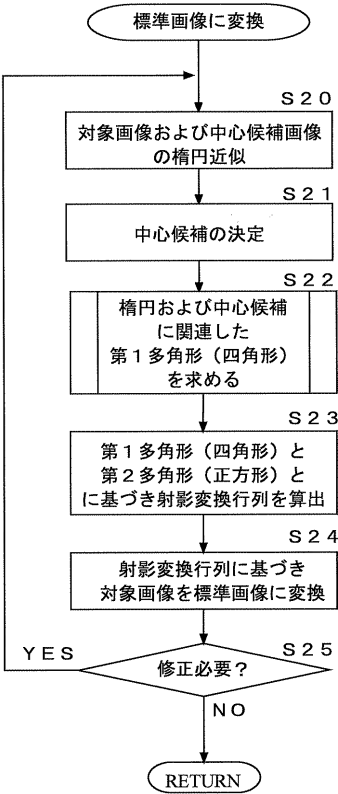 標準画像に変換
S20
対象画像および中心候補画像
の楕円近似
S21
中心候補の決定
S22
楕円および中心候補
に関連した
第1多角形（四角形）
を求める
S23
第1多角形（四角形）と
第2多角形（正方形）と
に基づき射影変換行列を算出
S24
射影変換行列に基づき
対象画像を標準画像に変換
S25
YES
修正必要？
NO
RETURN